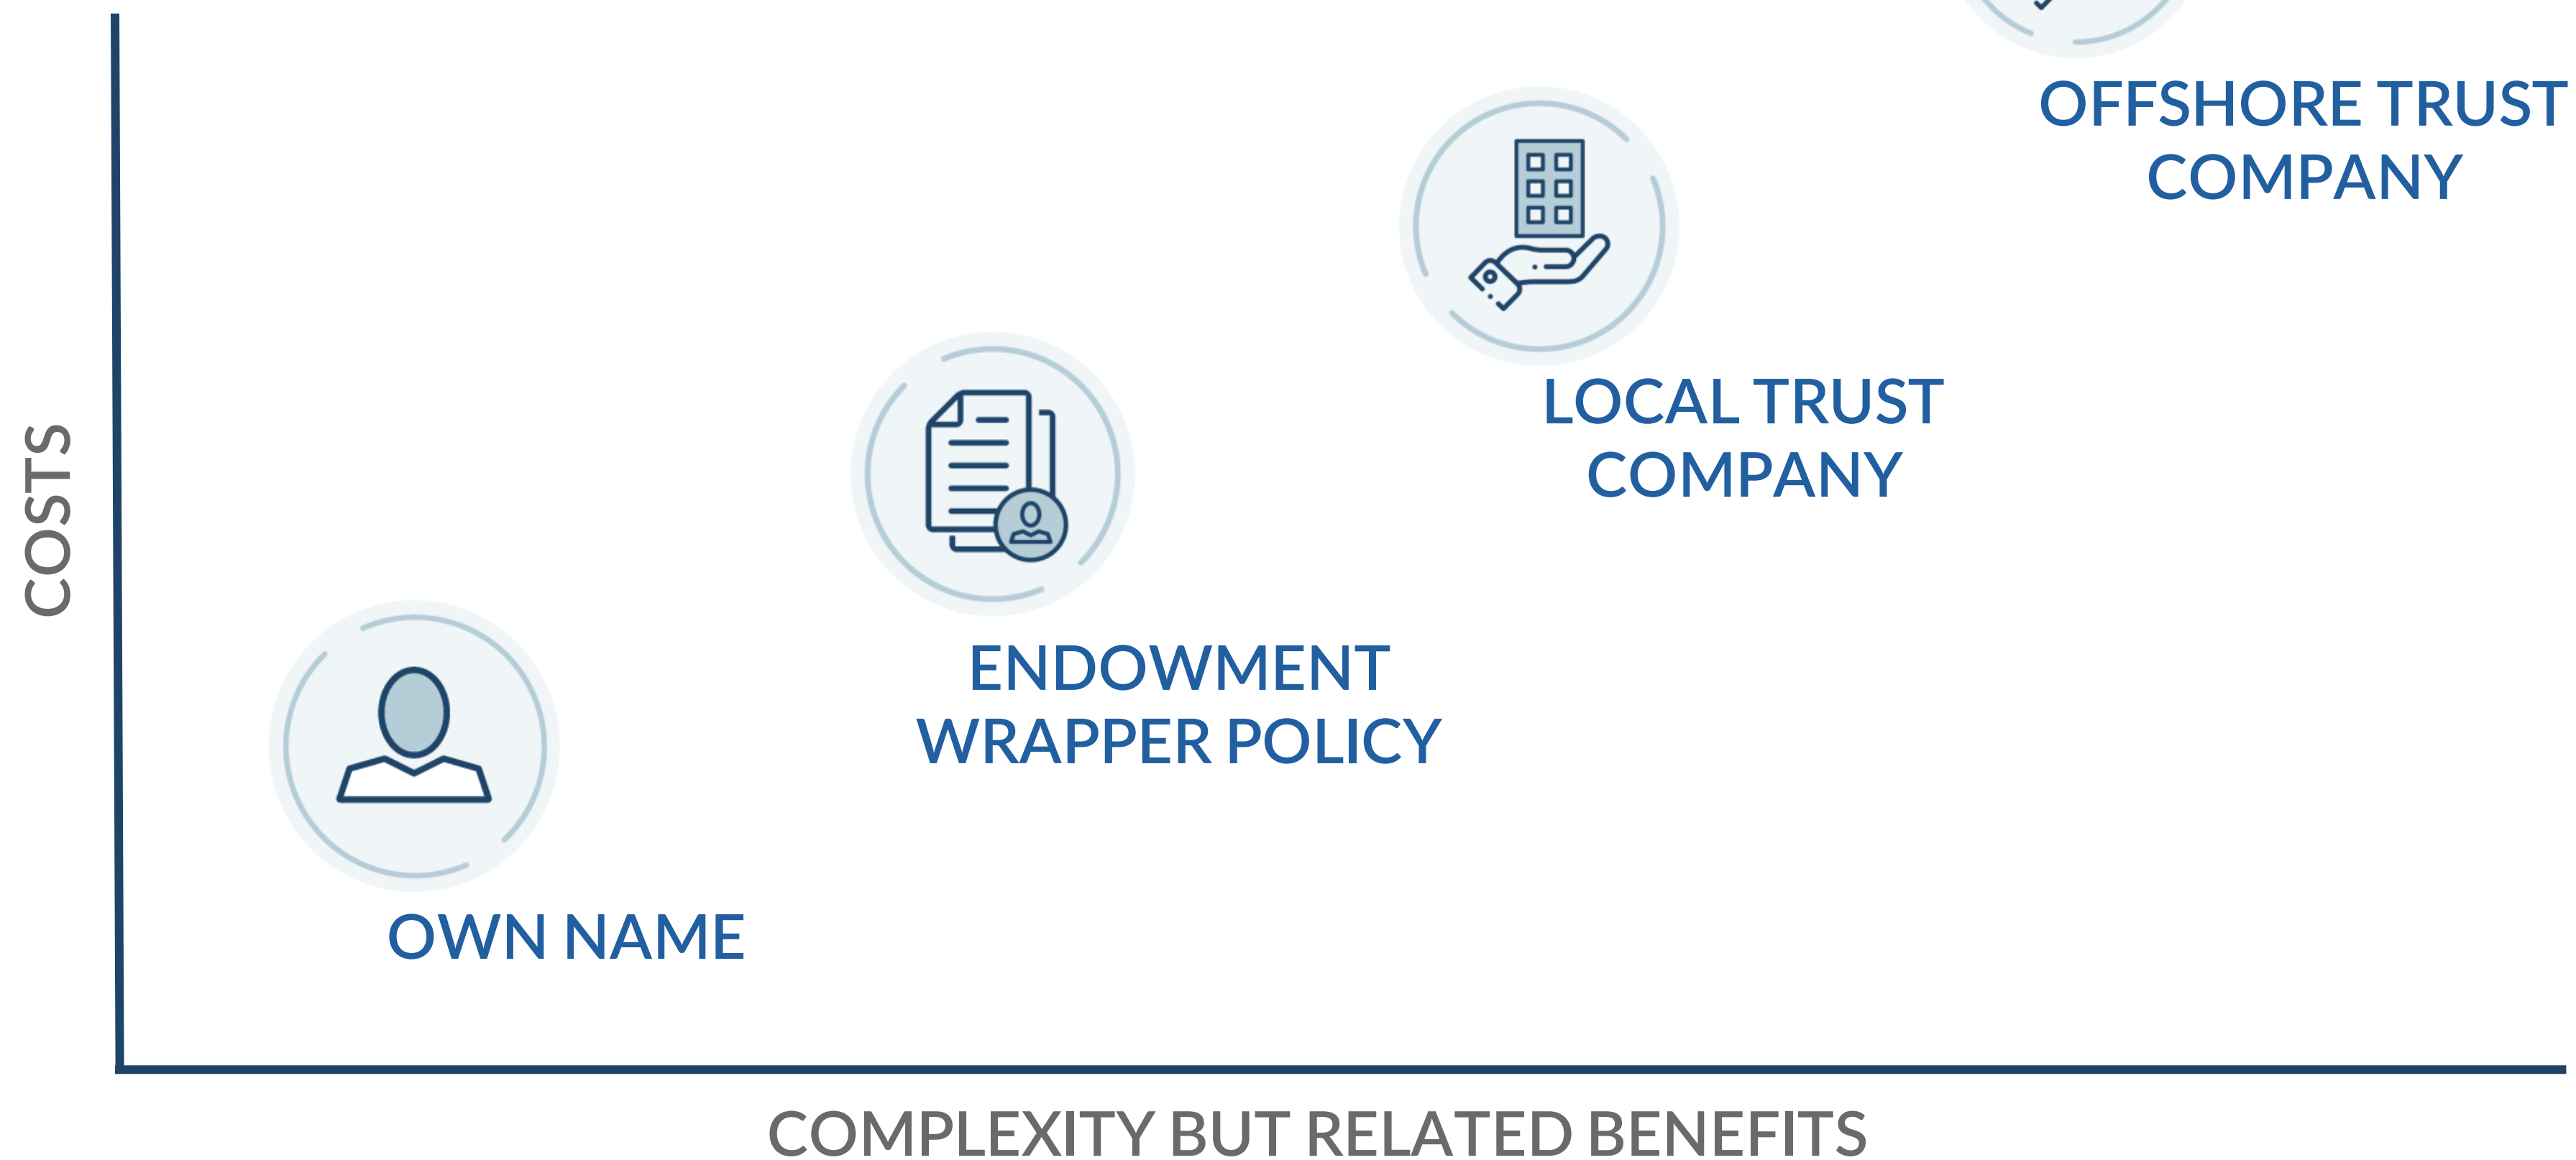 OFFSHORE TRUST
COMPANY
LOCAL TRUST
COMPANY
COSTS
ENDOWMENT
WRAPPER POLICY
OWN NAME
COMPLEXITY BUT RELATED BENEFITS